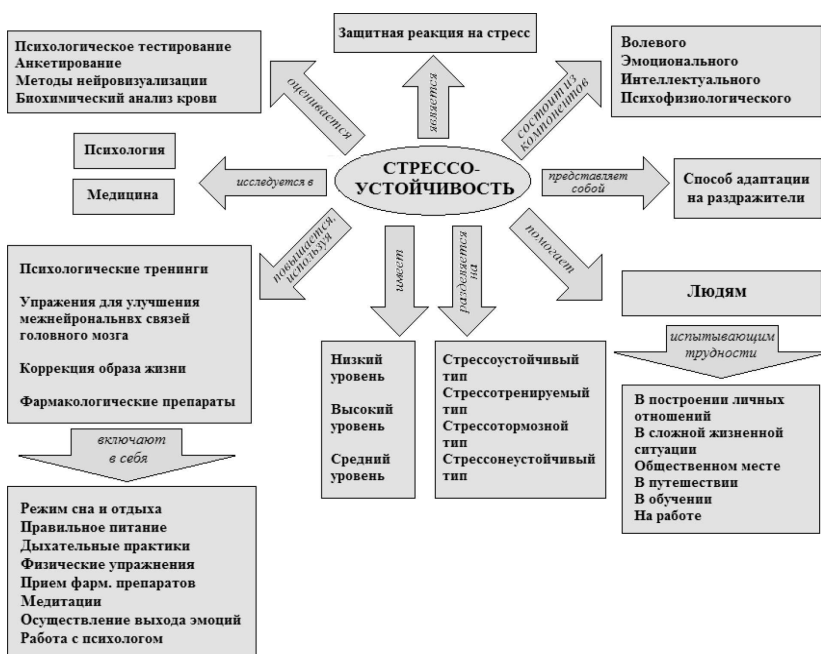 Защитная реакция на стресс
Психологическое тестирование
Анкетирование
Методы нейровизуализации
Биохимический анализ крови
Волевого
Эмоционального
Интеллектуального
Психофизиологического
оценивается
является
состоит из
компонентов
Психология
Медицина
исследуется в
СТРЕССО-
УСТОЙЧИВОСТЬ
представляет
собой
Способ адаптации
на раздражители
повышается,
используя
имеет
разделяется
на
помогает
Психологические тренинги
Упражения для улучшения
межнейрональнвх связей
головного мозга
Коррекция образа жизни
Фармакологические препараты
Людям
испытывающим
трудности
Низкий
уровень
Высокий
уровень
Средний
уровень
Стрессоустойчивый
тип
Стрессотренируемый
тип
Стрессотормозной
тип
Стрессонеустойчивый
тип
В построении личных
отношений
В сложной жизненной
ситуации
Общественном месте
В путешествии
В обучении
На работе
включают
в себя
Режим сна и отдыха
Правильное питание
Дыхательные практики
Физические упражнения
Прием фарм. препаратов
Медитации
Осуществление выхода эмоций
Работа с психологом